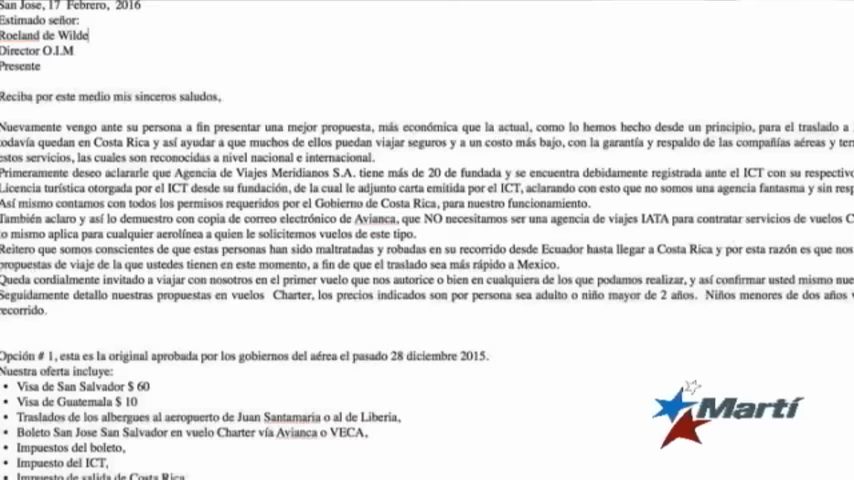 San Jose, 17 Febrero, 2016
Estimado señor:
Roeland de Wilde
Director O.I.M
Presente
Reciba por este medio mis sinceros saludos,
Nuevamente vengo ante su persona a fin presentar una mejor propuesta, más económica que la actual, como lo hemos hecho desde un principio, para el traslado a
todavía quedan en Costa Rica y así ayudar a que muchos de ellos puedan viajar seguros y a un costo más bajo, con la garantía y respaldo de las compañías aéreas y ter
estos servicios, las cuales son reconocidas a nivel nacional e internacional.
Primeramente deseo aclararle que Agencia de Viajes Meridianos S.A. tiene más de 20 de fundada y se encuentra debidamente registrada ante el ICT con su respectivo
Licencia turística otorgada por el ICT desde su fundación, de la cual le adjunto carta emitida por el ICT, aclarando con esto que no somos una agencia fantasma y sin resp
Así mismo contamos con todos los permisos requeridos por el Gobierno de Costa Rica, para nuestro funcionamiento.
También aclaro y así lo demuestro con copia de correo electrónico de Avianca, que NO necesitamos ser una agencia de viajes IATA para contratar servicios de vuelos C
lo mismo aplica para cualquier aerolínea a quien le solicitemos vuelos de este tipo.
Reitero que somos conscientes de que estas personas han sido maltratadas y robadas en su recorrido desde Ecuador hasta llegar a Costa Rica y por esta razón es que nos
propuestas de viaje de la que ustedes tienen en este momento, a fin de que el traslado sea más rápido a Mexico.
Queda cordialmente invitado a viajar con nosotros en el primer vuelo que nos autorice o bien en cualquiera de los que podamos realizar, y así confirmar usted mismo nue
Seguidamente detallo nuestras propuestas en vuelos Charter, los precios indicados son por persona sea adulto o niño mayor de 2 años. Niños menores de dos años
recorrido.
Opción # 1, esta es la original aprobada por los gobiernos del aérea el pasado 28 diciembre 2015.
Nuestra oferta incluye:
• Visa de San Salvador $ 60
• Visa de Guatemala $ 10
• Traslados de los albergues al aeropuerto de Juan Santamaria o al de Liberia,
• Boleto San Jose San Salvador en vuelo Charter vía Avianca o VECA,
• Impuestos del boleto,
• Impuesto del ICT,
• Impuesto de salida de Costa Rica
Martí